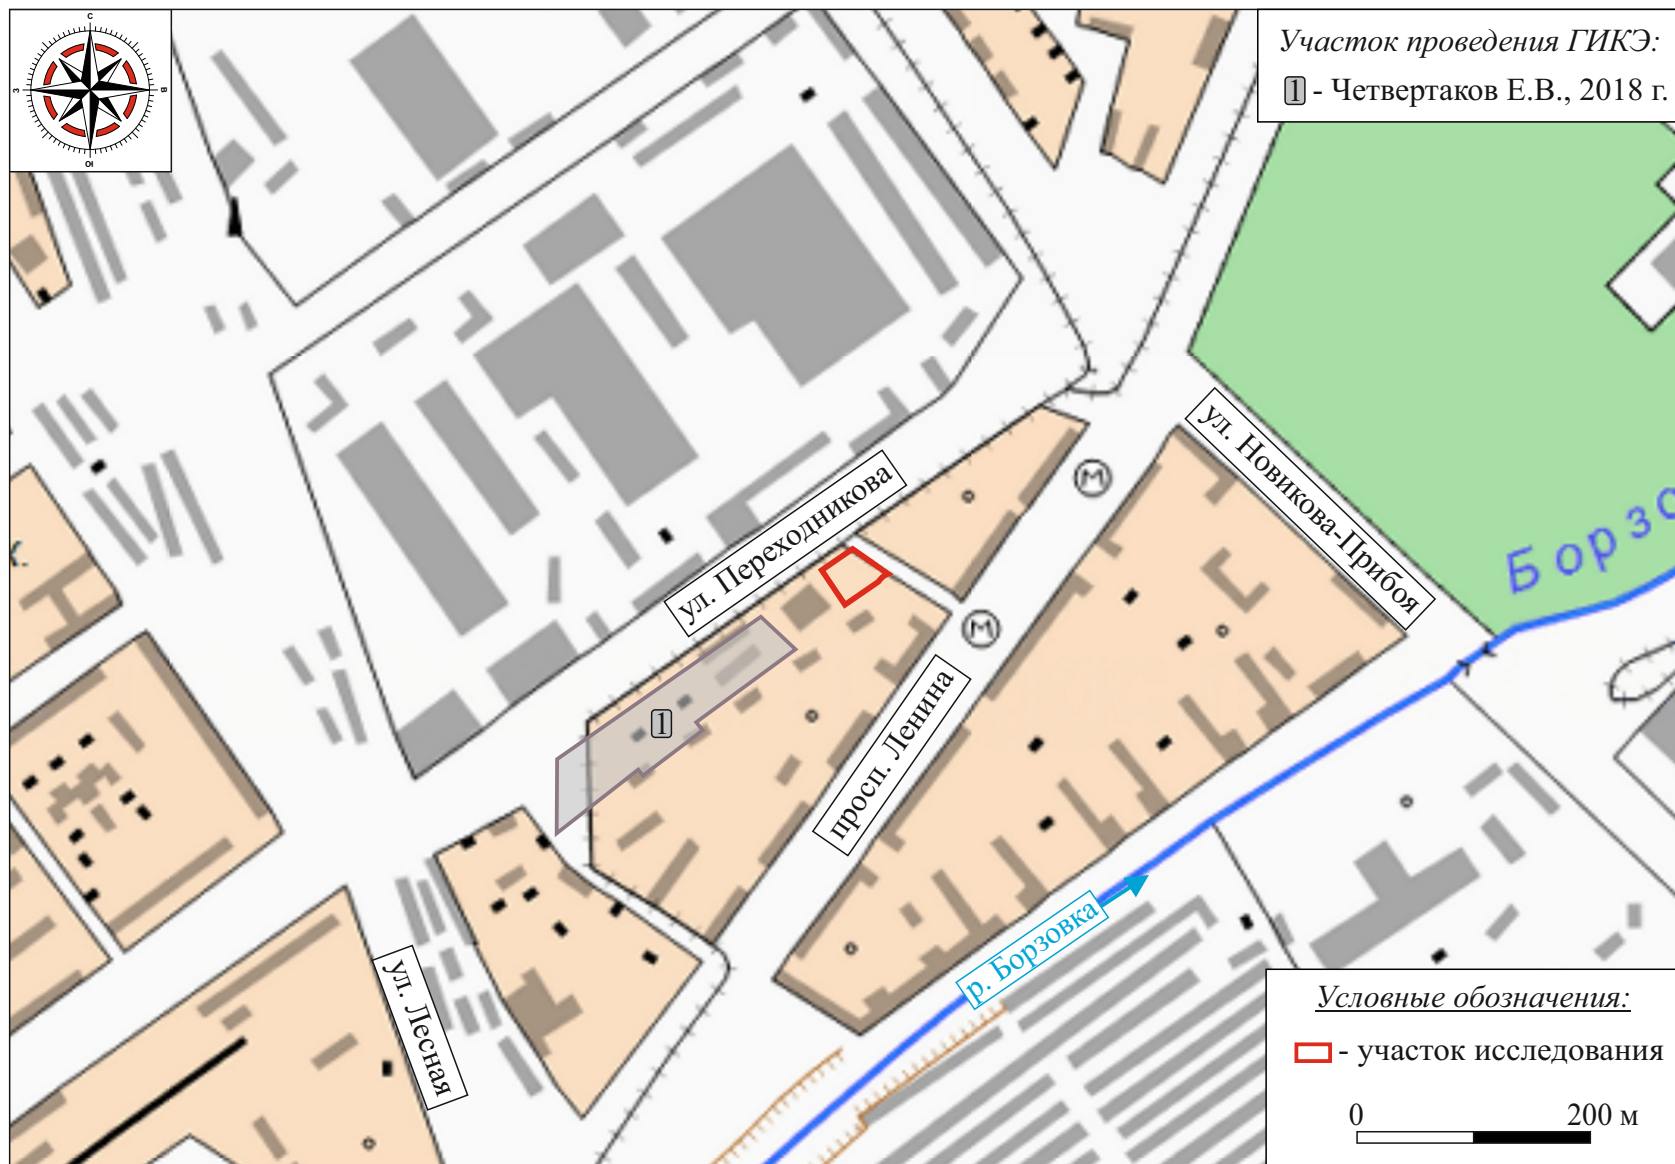 С
В
Ю
З
Участок проведения ГИКЭ:
1 - Четвертаков Е.В., 2018 г.
ул. Переходникова
ул. Новикова-Прибоя
Борзо
к.
М
М
1
просп. Ленина
р. Борзовка
ул. Лесная
Условные обозначения:
- участок исследования
0 200 м